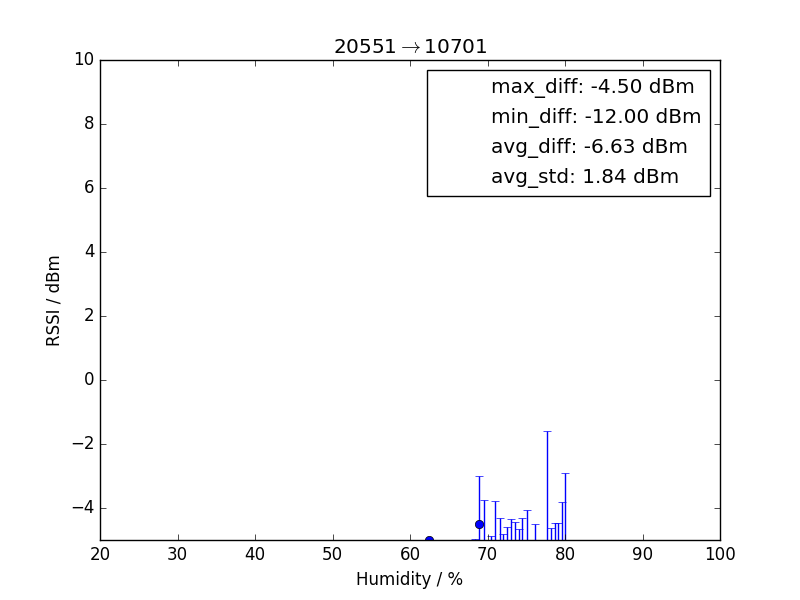 20551→10701
max_diff: -4.50 dBm
min_diff: -12.00 dBm
avg_diff: -6.63 dBm
avg_std: 1.84 dBm
10
8
6
4
2
0
−2
−4
RSSI / dBm
20 30 40 50 60 70 80 90 100
Humidity / %